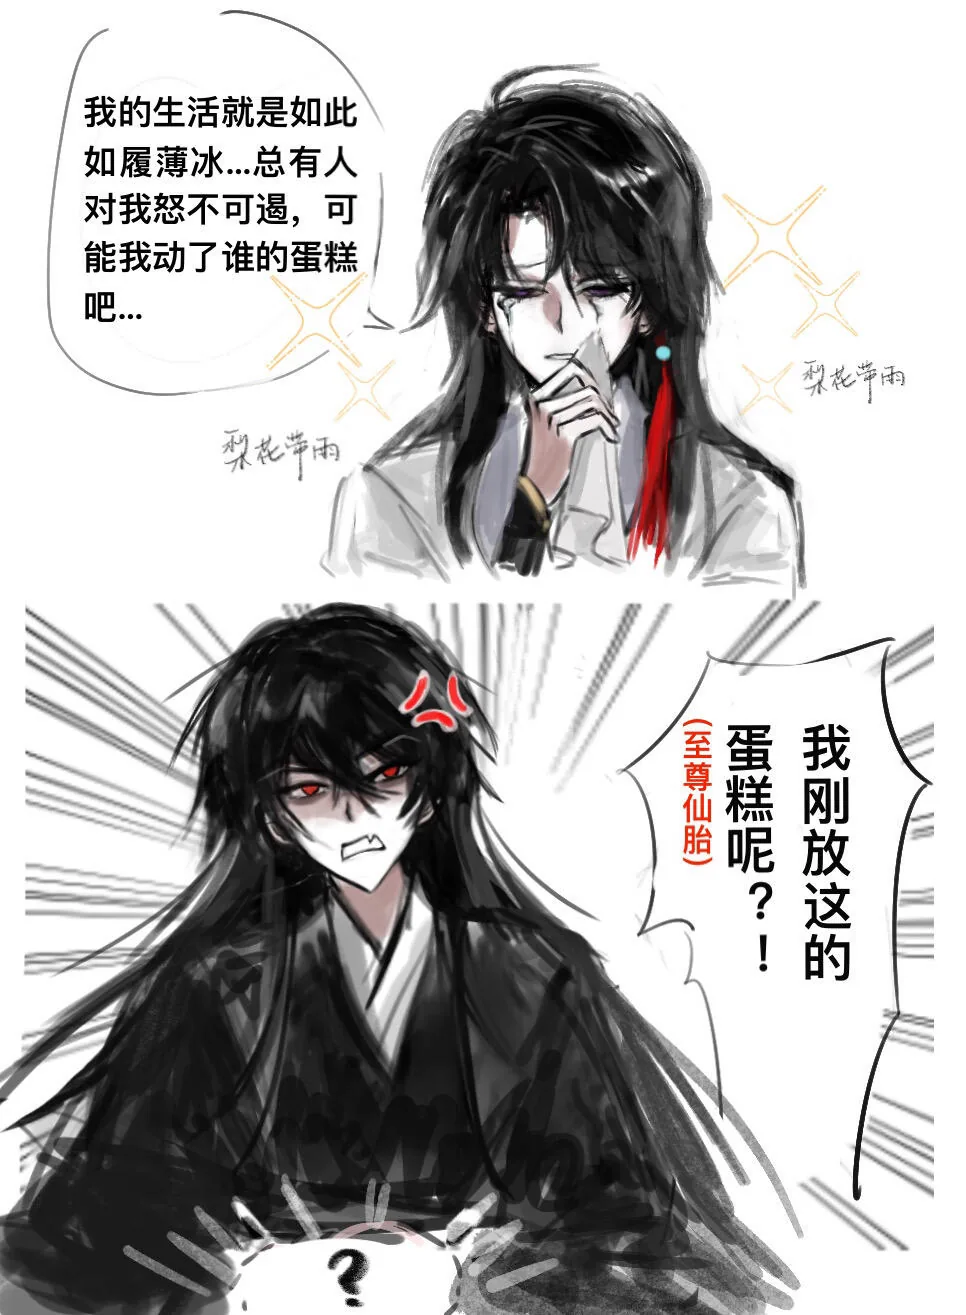 我的生活就是如此
如履薄冰...总有人
对我怒不可遏，可
能我动了谁的蛋糕
吧...
梨花带雨
梨花带雨
我刚放这的
蛋糕呢？！
(至尊仙胎)
?